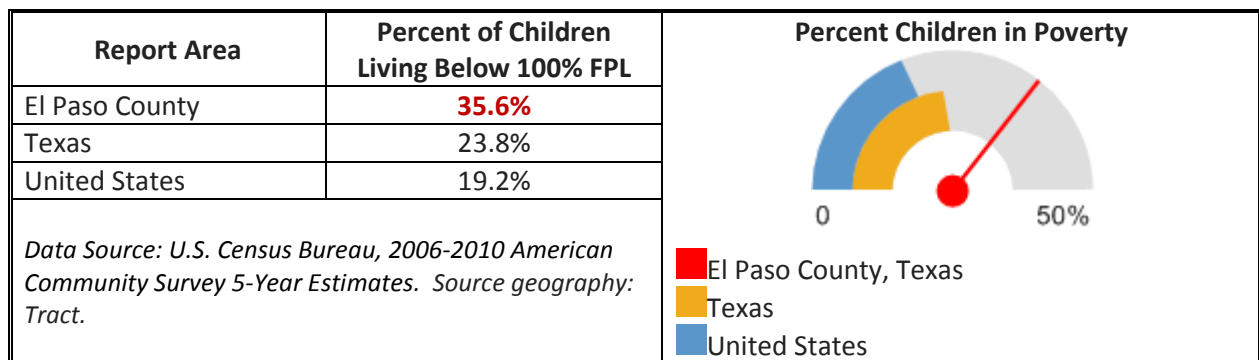 Report Area
Percent of Children
Living Below 100% FPL
El Paso County
35.6%
Texas
23.8%
United States
19.2%
Data Source: U.S. Census Bureau, 2006-2010 American
Community Survey 5-Year Estimates.  Source geography:
Tract.
Percent Children in Poverty
0
50%
El Paso County, Texas
Texas
United States